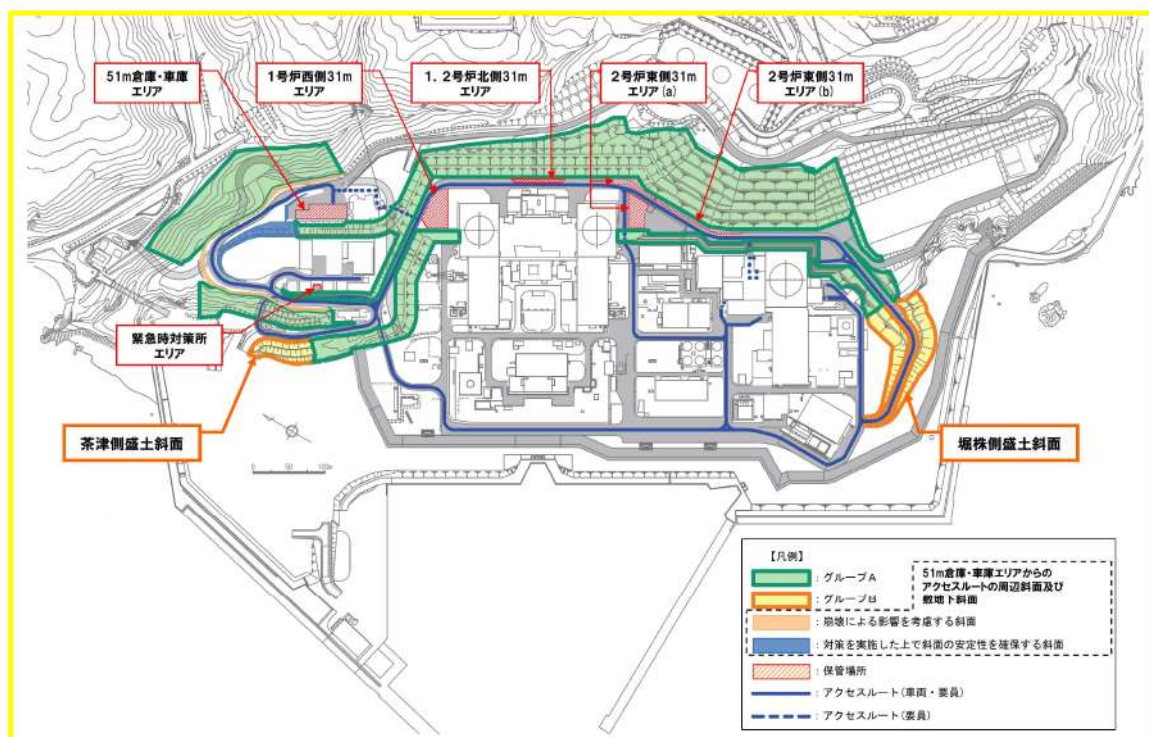 51m倉庫・車庫
エリア
1号炉西側31m
エリア
1,2号炉北側31m
エリア
2号炉東側31m
エリア(a)
2号炉東側31m
エリア(b)
緊急時対策所
エリア
茶津側盛土斜面
堀株側盛土斜面
0 50 100m
【凡例】
:グループA
:グループB
51m倉庫・車庫エリアからの
アクセスルートの周辺斜面及び
敷地下斜面
:崩壊による影響を考慮する斜面
:対策を実施した上で斜面の安定性を確保する斜面
:保管場所
:アクセスルート(車両・要員)
:アクセスルート(要員)